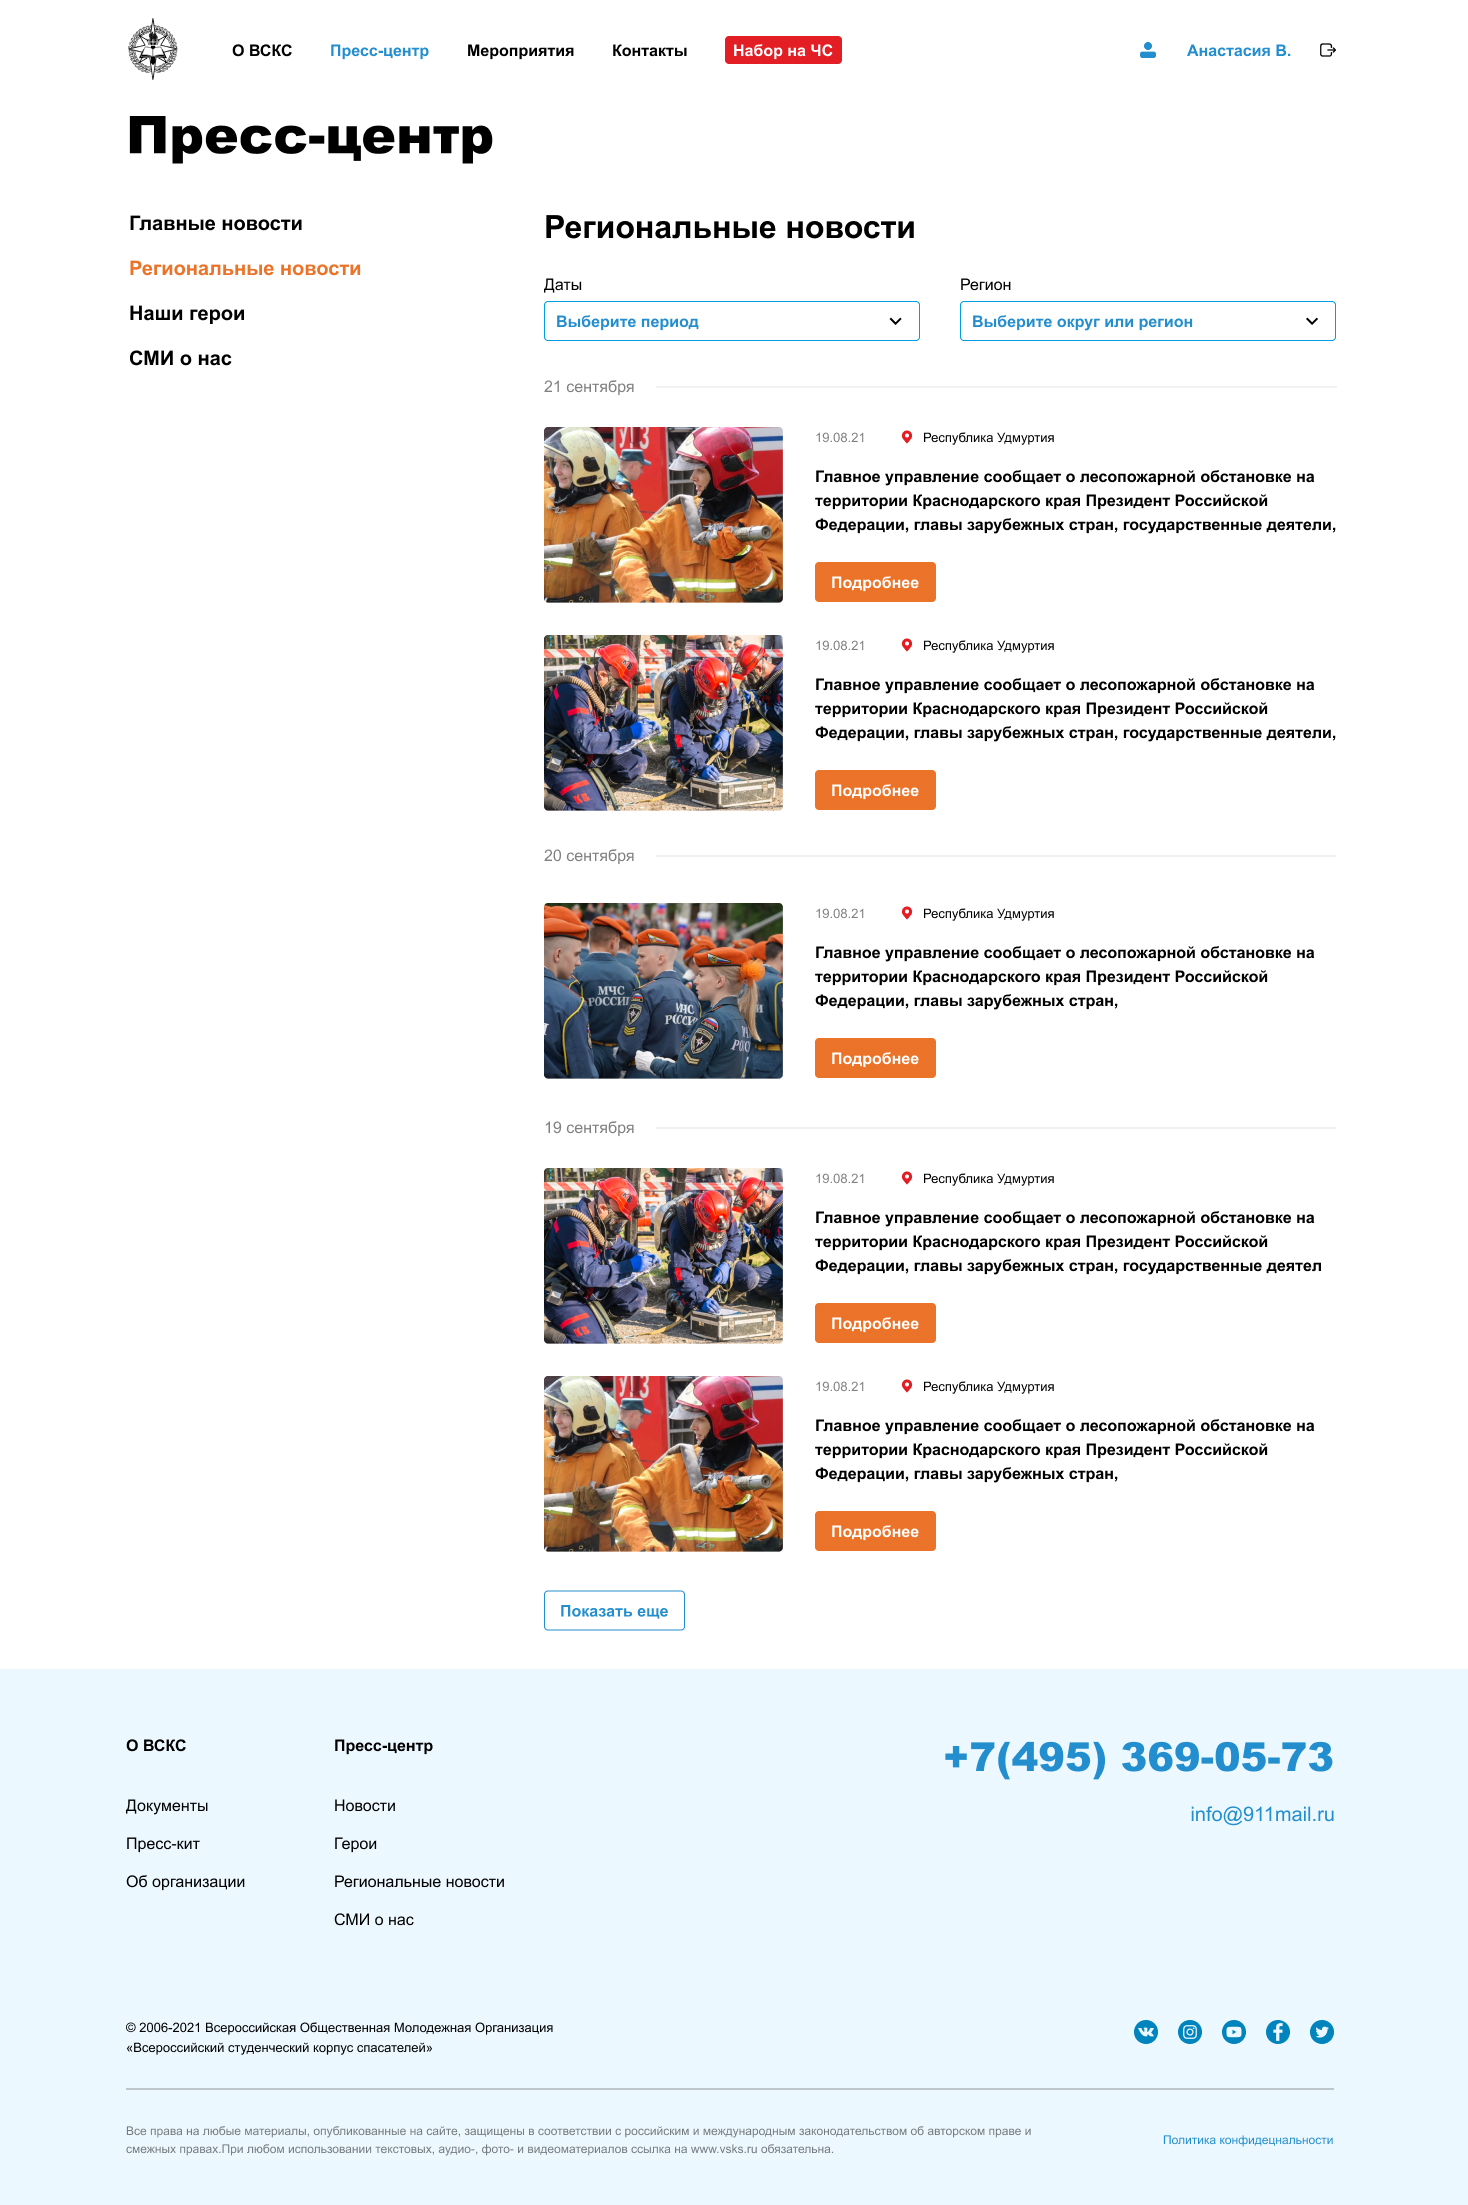 О ВСКС
Пресс-центр
Мероприятия
Контакты
Набор на ЧС
Анастасия В.
Пресс-центр
Главные новости
Региональные новости
Наши герои
СМИ о нас
Региональные новости
Даты
Выберите период
Регион
Выберите округ или регион
21 сентября
19.08.21
Республика Удмуртия
Главное управление сообщает о лесопожарной обстановке на
территории Краснодарского края Президент Российской
Федерации, главы зарубежных стран, государственные деятели,
Подробнее
19.08.21
Республика Удмуртия
Главное управление сообщает о лесопожарной обстановке на
территории Краснодарского края Президент Российской
Федерации, главы зарубежных стран, государственные деятели,
Подробнее
20 сентября
МЧС
РОССИИ
19.08.21
Республика Удмуртия
Главное управление сообщает о лесопожарной обстановке на
территории Краснодарского края Президент Российской
Федерации, главы зарубежных стран,
Подробнее
19 сентября
19.08.21
Республика Удмуртия
Главное управление сообщает о лесопожарной обстановке на
территории Краснодарского края Президент Российской
Федерации, главы зарубежных стран, государственные деятел
Подробнее
19.08.21
Республика Удмуртия
Главное управление сообщает о лесопожарной обстановке на
территории Краснодарского края Президент Российской
Федерации, главы зарубежных стран,
Подробнее
Показать еще
О ВСКС
Документы
Пресс-кит
Об организации
Пресс-центр
Новости
Герои
Региональные новости
СМИ о нас
+7(495) 369-05-73
info@911mail.ru
© 2006-2021 Всероссийская Общественная Молодежная Организация
«Всероссийский студенческий корпус спасателей»
Все права на любые материалы, опубликованные на сайте, защищены в соответствии с российским и международным законодательством об авторском праве и
смежных правах.При любом использовании текстовых, аудио-, фото- и видеоматериалов ссылка на www.vsks.ru обязательна.
Политика конфидецнальности